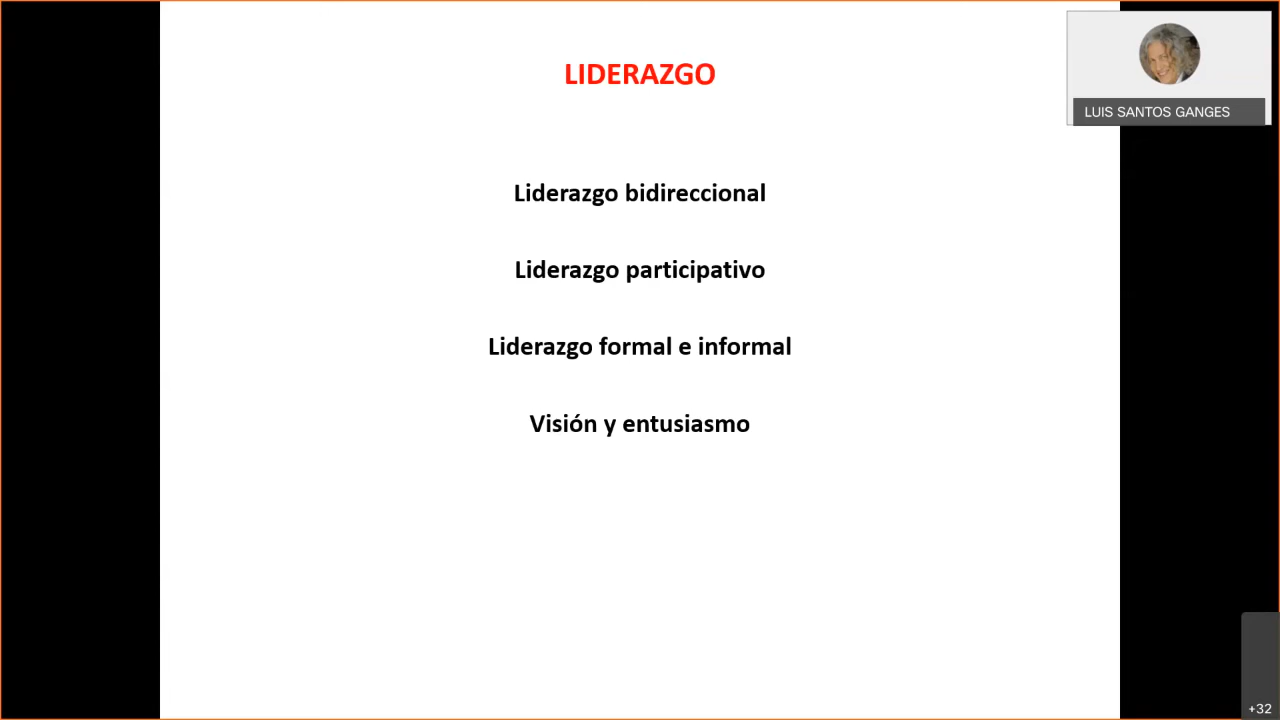 LIDERAZGO
LUIS SANTOS GANGES
Liderazgo bidireccional
Liderazgo participativo
Liderazgo formal e informal
Visión y entusiasmo
+32